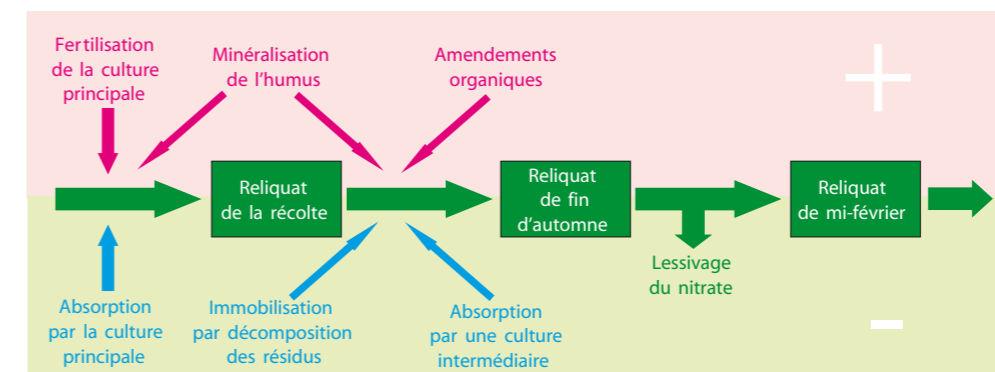 Fertilisation
de la culture
principale
Minéralisation
de l'humus
Amendements
organiques
+
Reliquat
de la récolte
Reliquat
de fin
d'automne
Reliquat
de mi-février
Lessivage
du nitrate
Absorption
par la culture
principale
Immobilisation
par décomposition
des résidus
Absorption
par une culture
intermédiaire
-